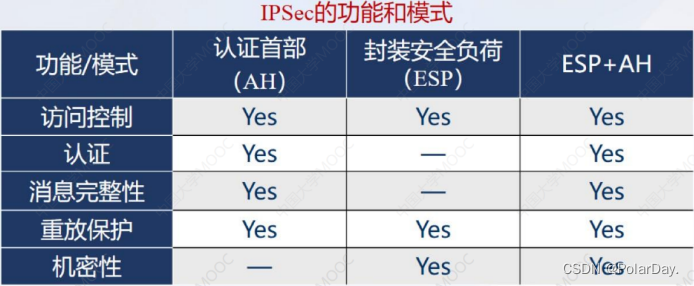 IPSec的功能和模式
功能/模式 认证首部（AH） 封装安全负荷（ESP） ESP+AH
访问控制 Yes Yes Yes
认证 Yes — Yes
消息完整性 Yes — Yes
重放保护 Yes Yes Yes
机密性 — Yes Yes
CSDN @PolarDay.